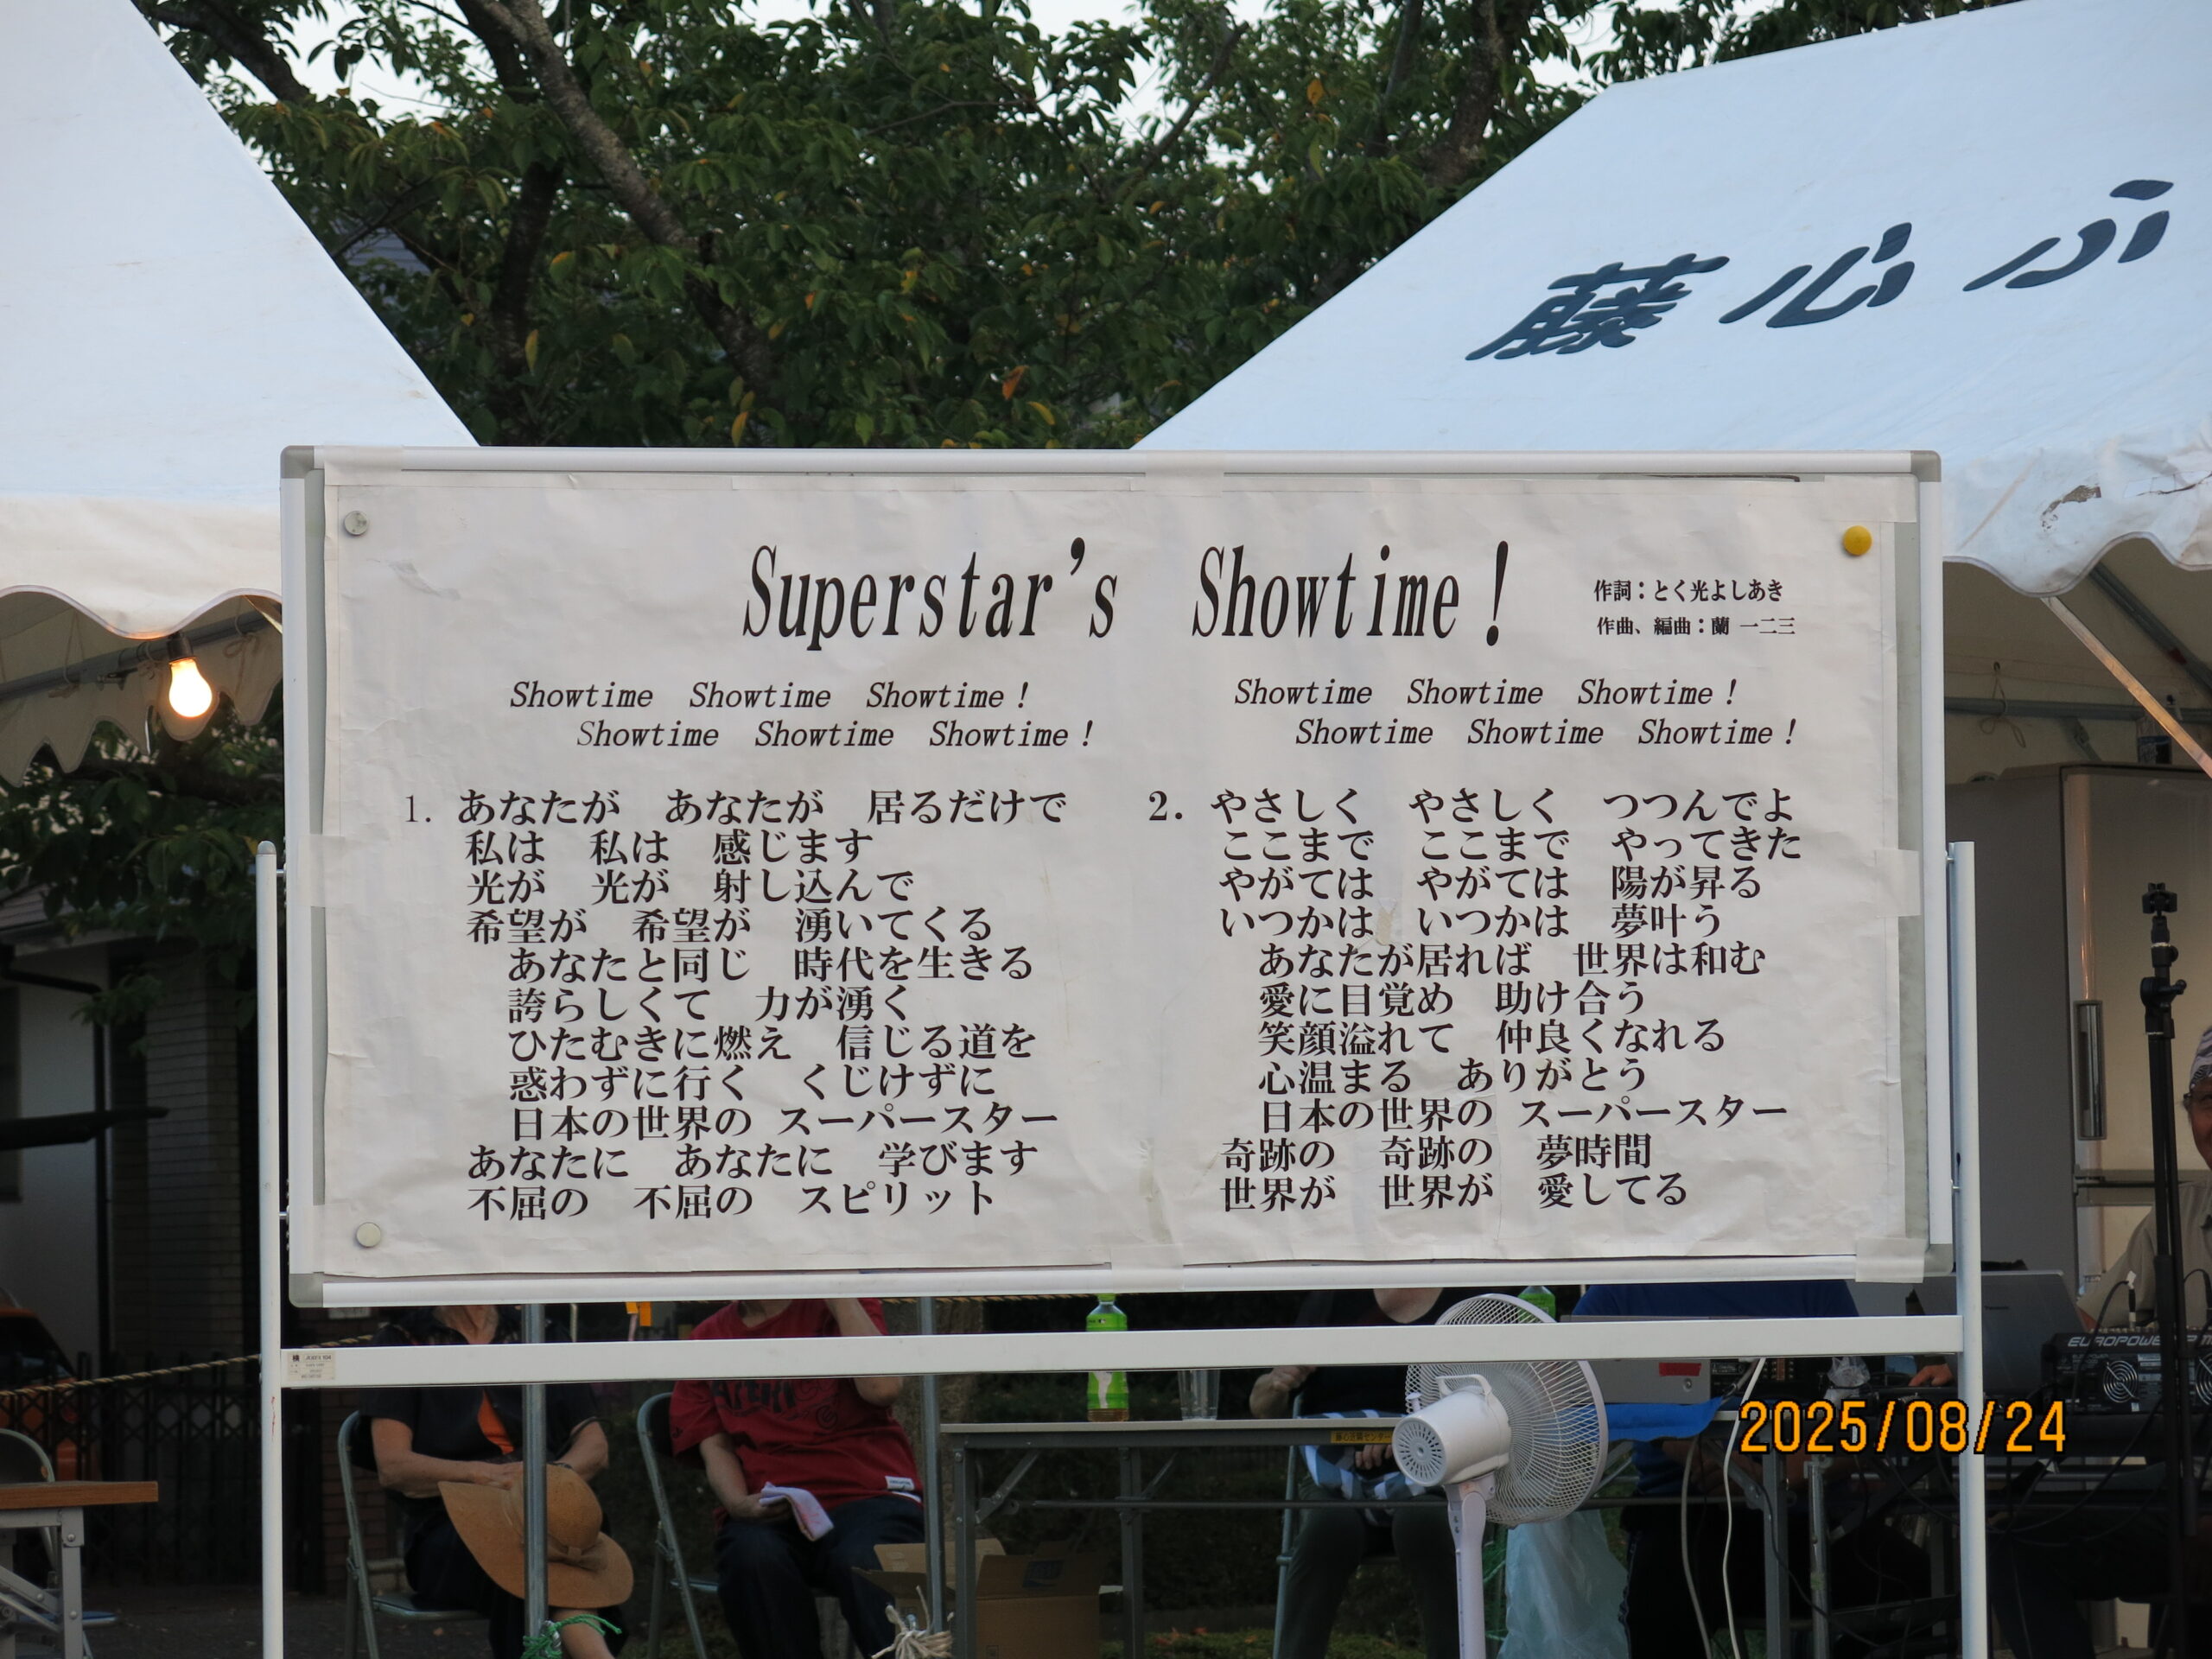 藤心ふ
Superstar's Showtime!
作詞：とく光よしあき
作曲、編曲：蘭 一二三
Showtime Showtime Showtime!
Showtime Showtime Showtime!
1. あなたが あなたが 居るだけで
私は 私は 感じます
光が 光が 射し込んで
希望が 希望が 湧いてくる
あなたと同じ 時代を生きる
誇らしくて 力が湧く
ひたむきに燃え 信じる道を
惑わずに行く くじけずに
日本の世界の スーパースター
あなたに あなたに 学びます
不屈の 不屈の スピリット
Showtime Showtime Showtime!
Showtime Showtime Showtime!
2. やさしく やさしく つつんでよ
ここまで ここまで やってきた
やがては やがては 陽が昇る
いつかは いつかは 夢叶う
あなたが居れば 世界は和む
愛に目覚め 助け合う
笑顔溢れて 仲良くなれる
心温まる ありがとう
日本の世界の スーパースター
奇跡の 奇跡の 夢時間
世界が 世界が 愛してる
EUROPOWER
藤心近隣センター
2025/08/24